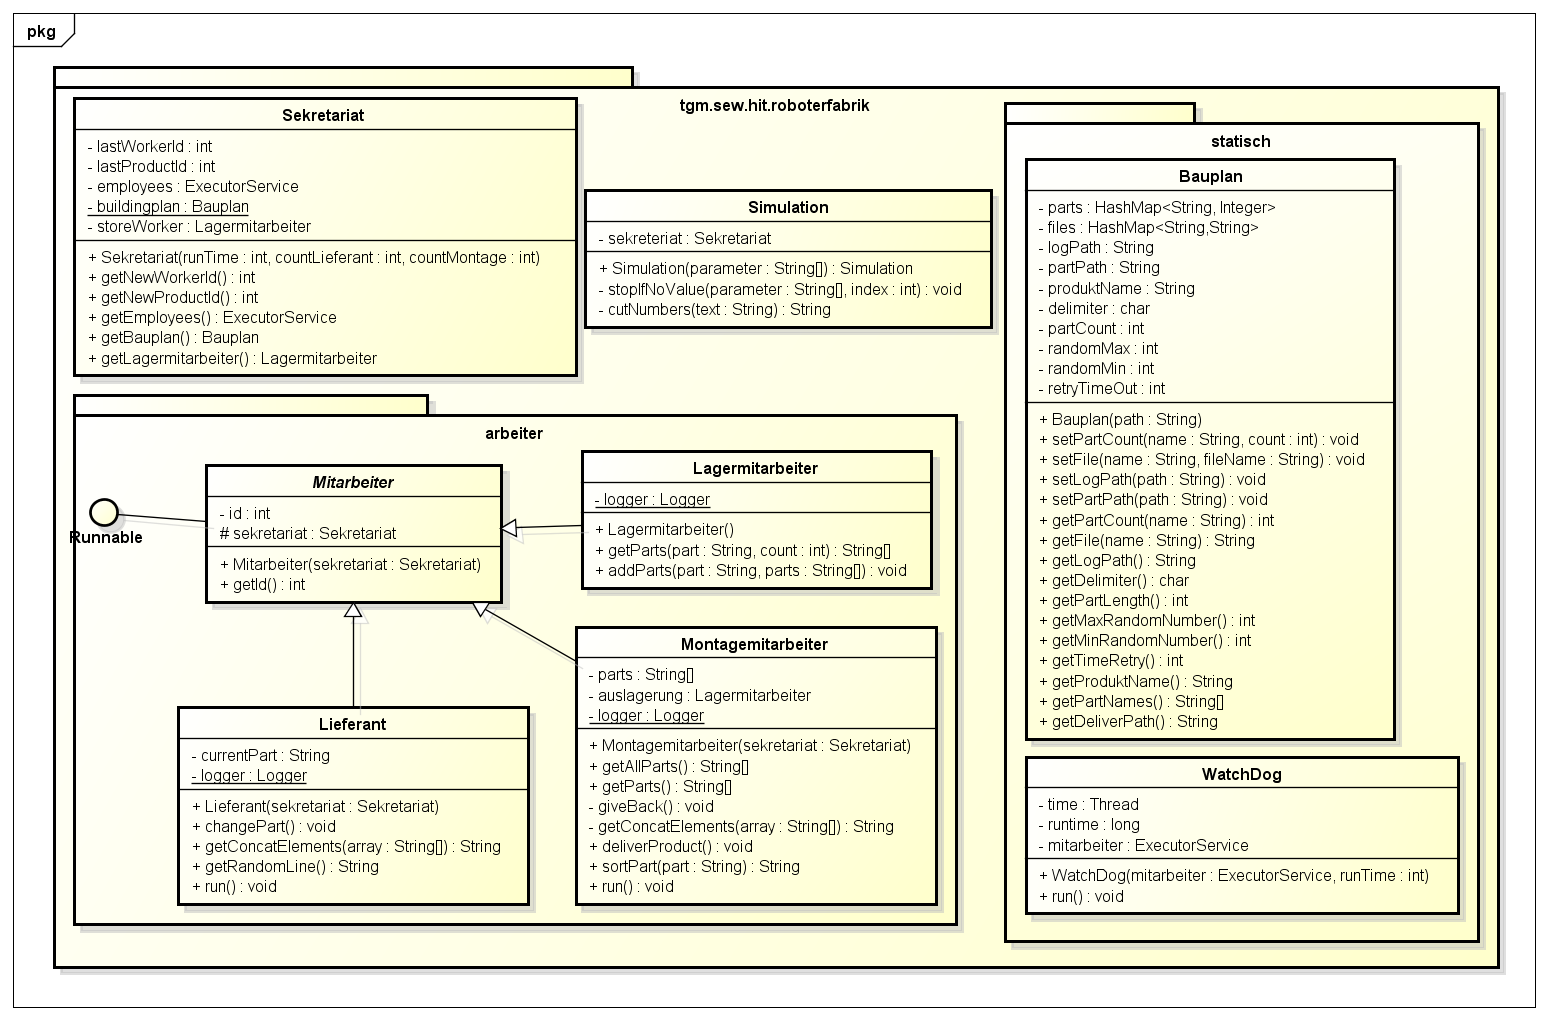 pkg
tgm.sew.hit.roboterfabrik
Sekretariat
- lastWorkerId : int
- lastProductId : int
- employees : ExecutorService
- buildingplan : Bauplan
- storeWorker : Lagermitarbeiter
+ Sekretariat(runTime : int, countLieferant : int, countMontage : int)
+ getNewWorkerId() : int
+ getNewProductId() : int
+ getEmployees() : ExecutorService
+ getBauplan() : Bauplan
+ getLagermitarbeiter() : Lagermitarbeiter
Simulation
- sekreteriat : Sekretariat
+ Simulation(parameter : String[]) : Simulation
- stopIfNoValue(parameter : String[], index : int) : void
- cutNumbers(text : String) : String
arbeiter
Runnable
Mitarbeiter
- id : int
# sekretariat : Sekretariat
+ Mitarbeiter(sekretariat : Sekretariat)
+ getId() : int
Lagermitarbeiter
- logger : Logger
+ Lagermitarbeiter()
+ getParts(part : String, count : int) : String[]
+ addParts(part : String, parts : String[]) : void
Lieferant
- currentPart : String
- logger : Logger
+ Lieferant(sekretariat : Sekretariat)
+ changePart() : void
+ getConcatElements(array : String[]) : String
+ getRandomLine() : String
+ run() : void
Montagemitarbeiter
- parts : String[]
- auslagerung : Lagermitarbeiter
- logger : Logger
+ Montagemitarbeiter(sekretariat : Sekretariat)
+ getAllParts() : String[]
+ getParts() : String[]
- giveBack() : void
- getConcatElements(array : String[]) : String
+ deliverProduct() : void
+ sortPart(part : String) : String
+ run() : void
statisch
Bauplan
- parts : HashMap<String, Integer>
- files : HashMap<String,String>
- logPath : String
- partPath : String
- produktName : String
- delimiter : char
- partCount : int
- randomMax : int
- randomMin : int
- retryTimeOut : int
+ Bauplan(path : String)
+ setPartCount(name : String, count : int) : void
+ setFile(name : String, fileName : String) : void
+ setLogPath(path : String) : void
+ setPartPath(path : String) : void
+ getPartCount(name : String) : int
+ getFile(name : String) : String
+ getLogPath() : String
+ getDelimiter() : char
+ getPartLength() : int
+ getMaxRandomNumber() : int
+ getMinRandomNumber() : int
+ getTimeRetry() : int
+ getProduktName() : String
+ getPartNames() : String[]
+ getDeliverPath() : String
WatchDog
- time : Thread
- runtime : long
- mitarbeiter : ExecutorService
+ WatchDog(mitarbeiter : ExecutorService, runTime : int)
+ run() : void